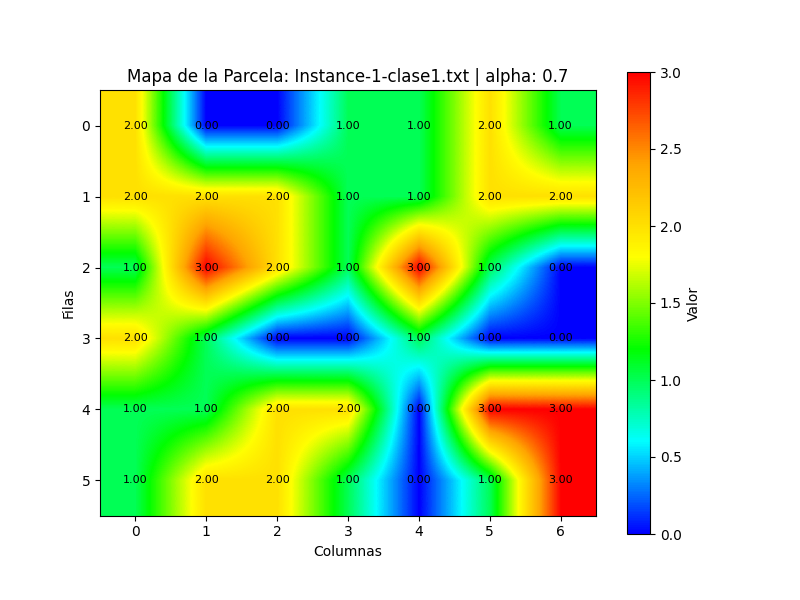 Mapa de la Parcela: Instance-1-clase1.txt | alpha: 0.7
3.0
0 2.00 0.00 0.00 1.00 1.00 2.00 1.00
2.5
1 2.00 2.00 2.00 1.00 1.00 2.00 2.00
2.0
2 1.00 3.00 2.00 1.00 3.00 1.00 0.00
Filas
1.5
Valor
3 2.00 1.00 0.00 0.00 1.00 0.00 0.00
1.0
4 1.00 1.00 2.00 2.00 0.00 3.00 3.00
0.5
5 1.00 2.00 2.00 1.00 0.00 1.00 3.00
0.0
0 1 2 3 4 5 6
Columnas